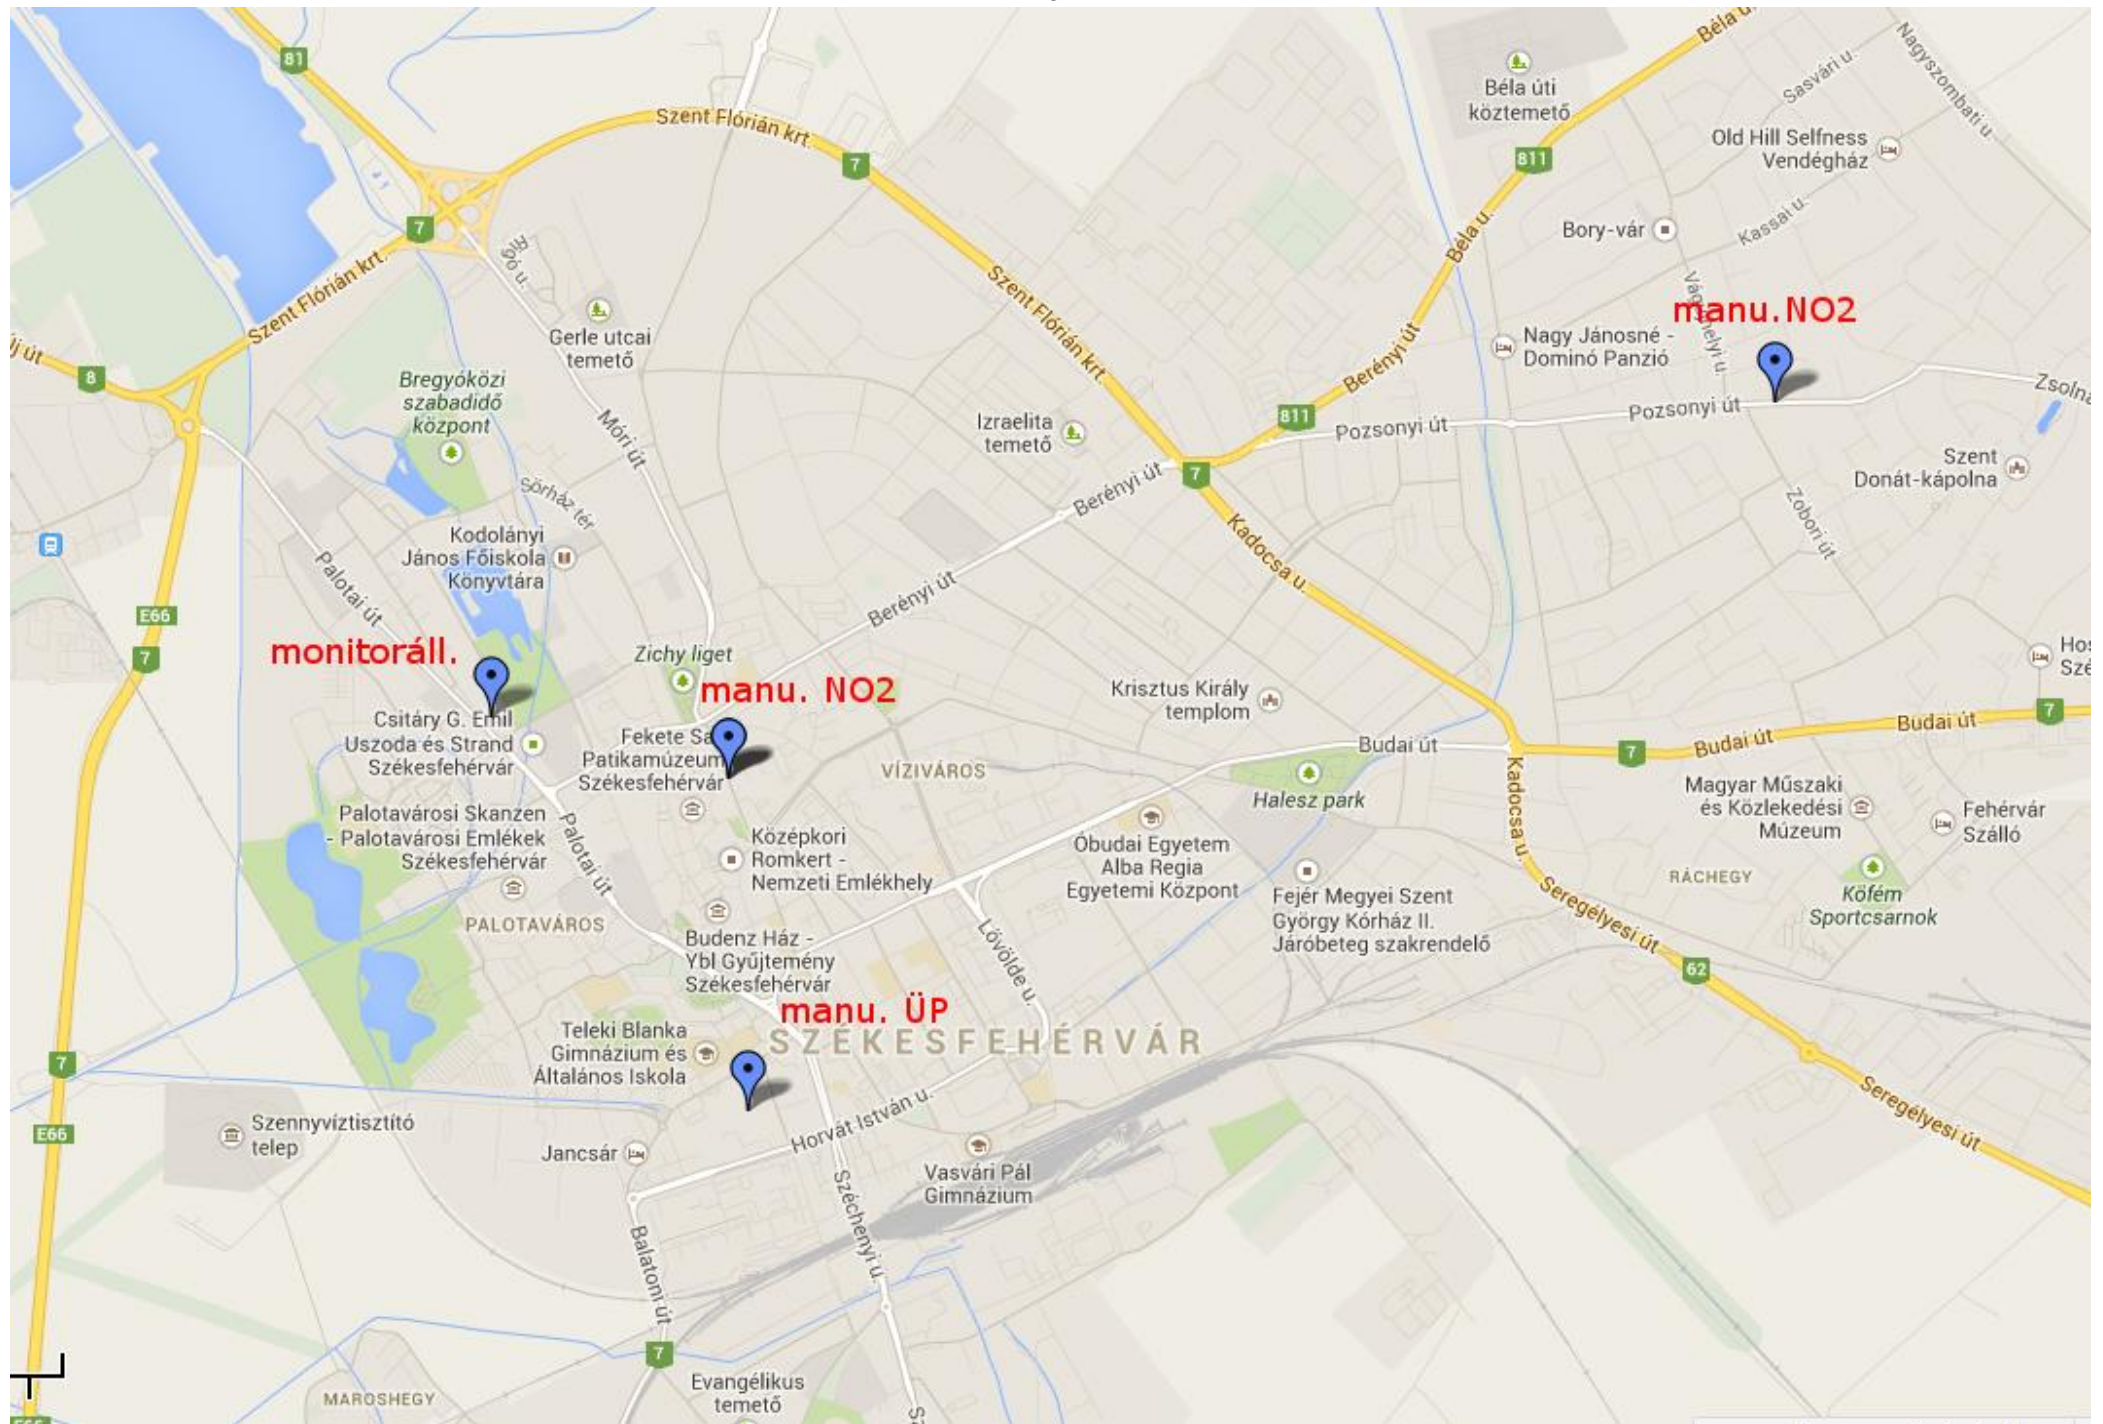 Béla u.
81
Nagyszombati u.
Sasvári u.
Béla úti
köztemető
Szent Flórián krt.
7
811
Old Hill Selfness
Vendégház
7
Bory-vár
Kassai u.
Béla u.
Rigó u.
Szent Flórián krt.
Szent Flórián krt.
manu.NO2
Gerle utcai
temető
Nagy Jánosné -
Dominó Panzió
Berényi út
8
Bregyóközi
szabadidő
központ
Zsolna
811
Pozsonyi út
Pozsonyi út
Izraelita
temető
Móri út
7
Berényi út
Szent
Donát-kápolna
Sörház tér
Zobori út
Kodolányi
János Főiskola
Könyvtára
Kadocsa u.
Palotai út
Berényi út
E66
7
monitoráll.
Zichy liget
manu. NO2
Krisztus Király
templom
Hos
Szé
7
Csitáry G. Emil
Uszoda és Strand
Székesfehérvár
Fekete Sa
Patikamúzeum
Székesfehérvár
VÍZIVÁROS
Budai út
7
Budai út
Budai út
Kadocsa u.
Halesz park
Magyar Műszaki
és Közlekedési
Múzeum
Fehérvár
Szálló
Palotavárosi Skanzen
- Palotavárosi Emlékek
Székesfehérvár
Palotai út
Középkori
Romkert -
Nemzeti Emlékhely
Óbudai Egyetem
Alba Regia
Egyetemi Központ
Fejér Megyei Szent
György Kórház II.
Járóbeteg szakrendelő
RÁCHEGY
Köfém
Sportcsarnok
Seregélyesi út
PALOTAVÁROS
Budenz Ház -
Ybl Gyűjtemény
Székesfehérvár
Lövölde u.
62
manu. ÜP
SZÉKESFEHÉRVÁR
Teleki Blanka
Gimnázium és
Általános Iskola
7
Seregélyesi út
E66
Szennyvíztisztító
telep
Horvát István u.
Jancsár
Vasvári Pál
Gimnázium
Széchenyi u.
Balatoni út
7
MAROSHEGY
Evangélikus
temető
E66